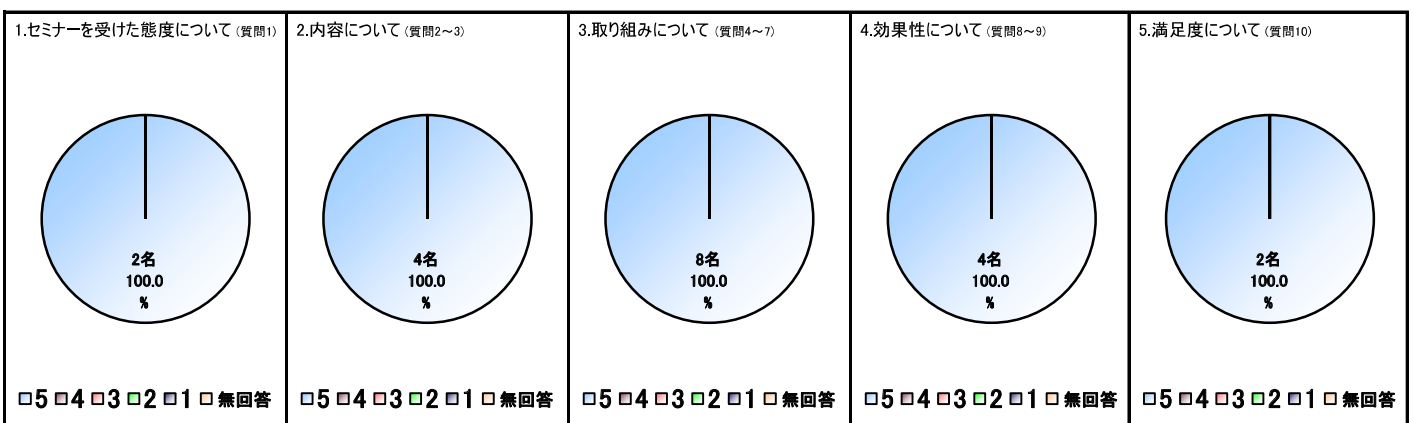 1.セミナーを受けた態度について (質問1)
2名
100.0
%
5 4 3 2 1 無回答
2.内容について (質問2～3)
4名
100.0
%
5 4 3 2 1 無回答
3.取り組みについて (質問4～7)
8名
100.0
%
5 4 3 2 1 無回答
4.効果性について (質問8～9)
4名
100.0
%
5 4 3 2 1 無回答
5.満足度について (質問10)
2名
100.0
%
5 4 3 2 1 無回答